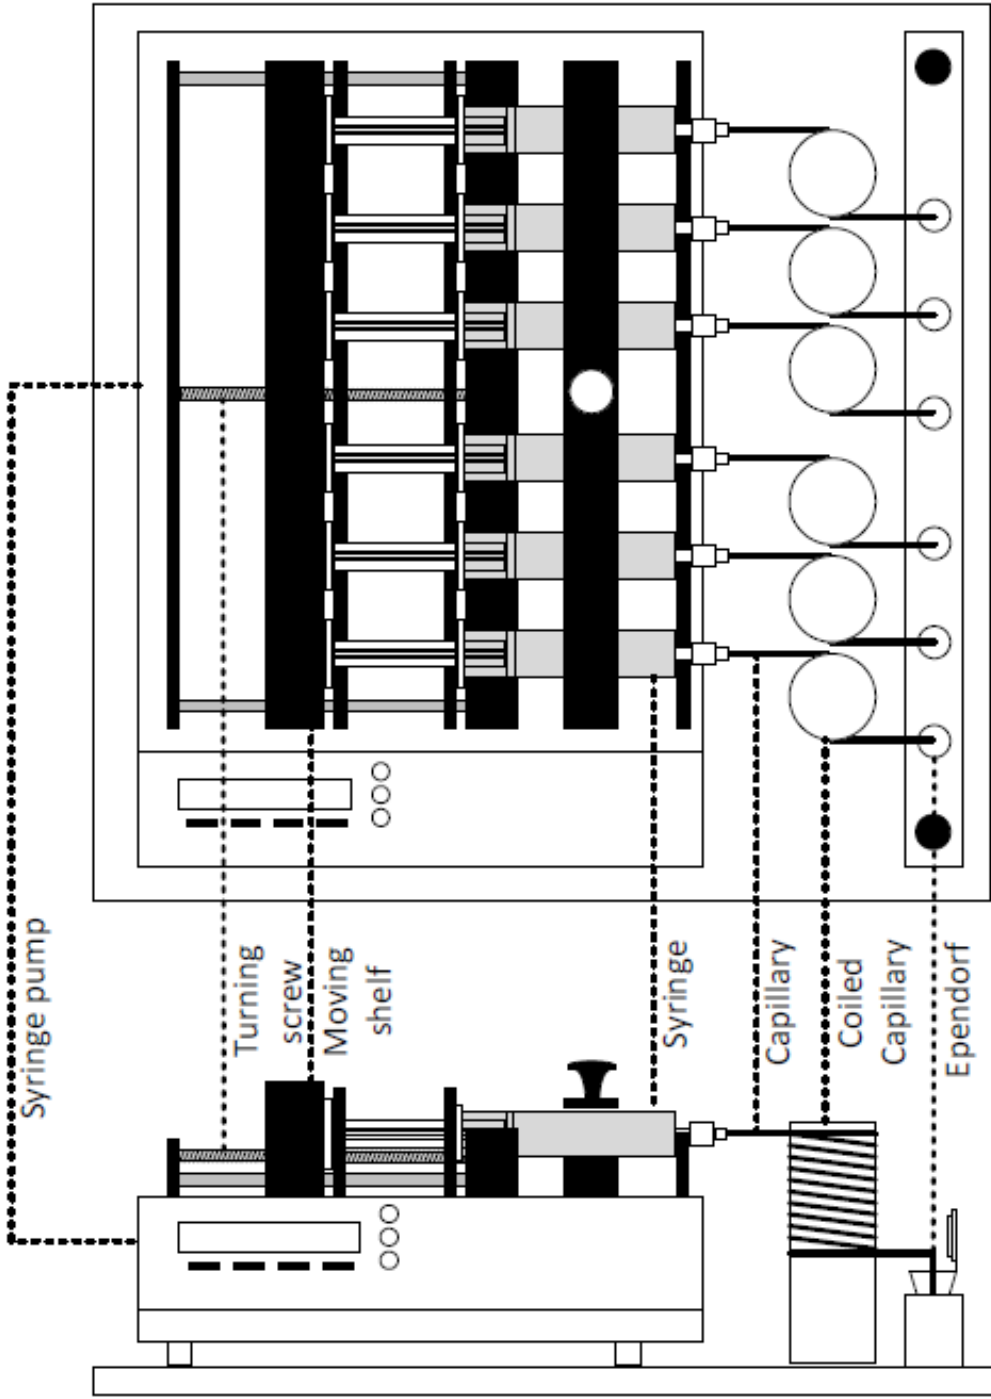 Syringe pump
Turning
screw
Moving
shelf
Syringe
Capillary
Coiled
Capillary
Ependorf